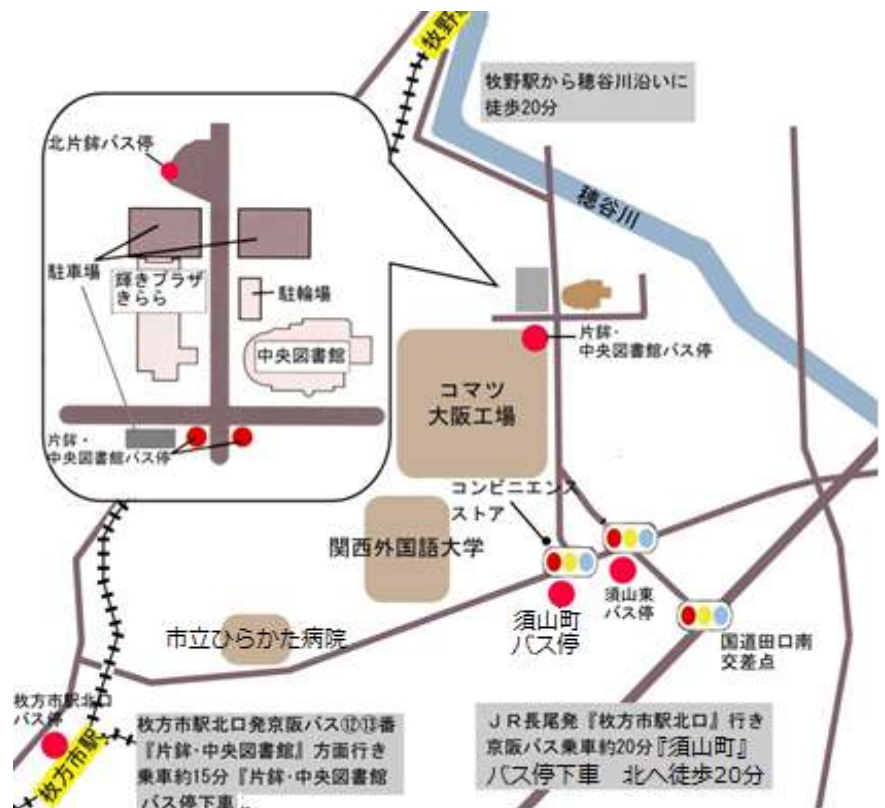 牧野
牧野駅から穂谷川沿いに
徒歩20分
北片鉾バス停
穂谷川
駐車場
輝きプラザ
きらら
駐輪場
中央図書館
片鉾・
中央図書館バス停
片鉾・
中央図書館バス停
コマツ
大阪工場
コンビニエンス
ストア
関西外国語大学
須山町
バス停
須山東
バス停
国道田口南
交差点
市立ひらかた病院
枚方市駅北口
バス停
枚方市駅
枚方市駅北口発京阪バス⑫⑬番
『片鉾・中央図書館』方面行き
乗車約15分『片鉾・中央図書館
バス停下車
ＪＲ長尾発『枚方市駅北口』行き
京阪バス乗車約20分『須山町』
バス停下車　北へ徒歩20分